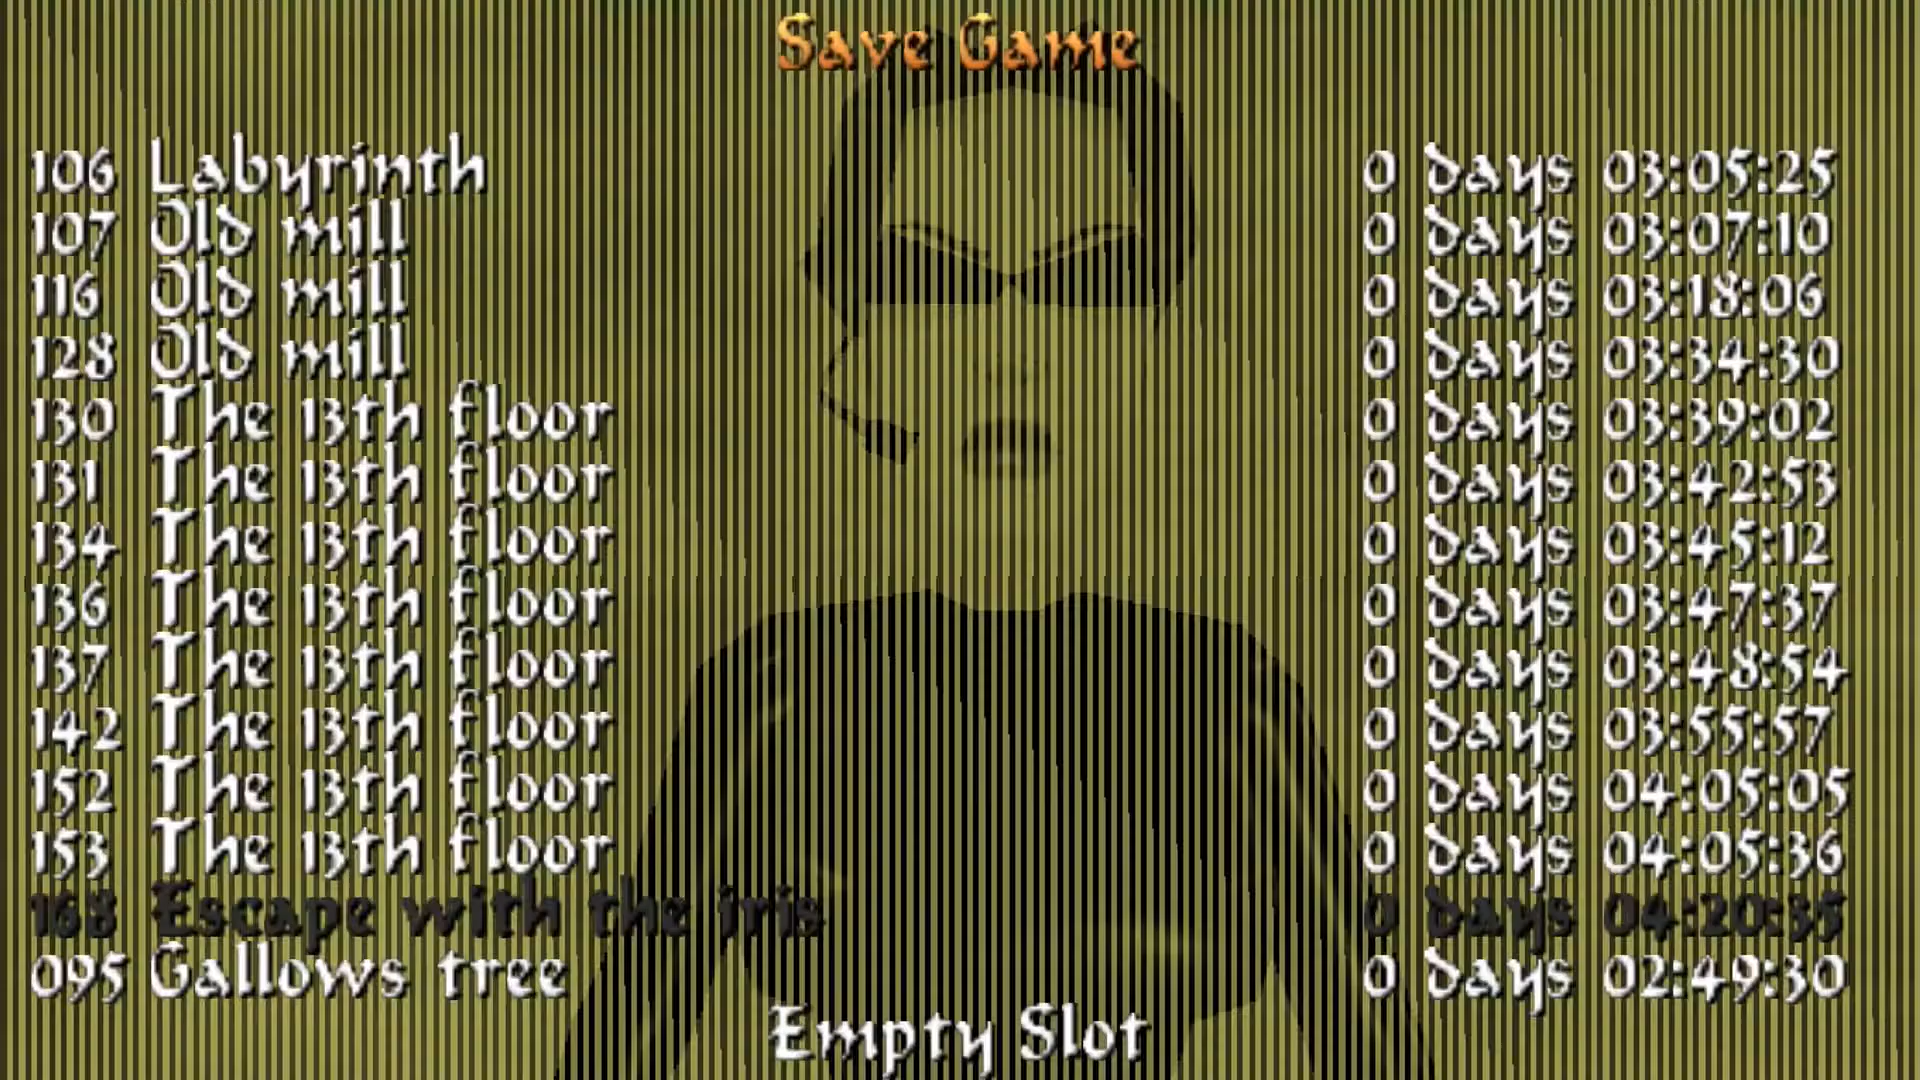 Save Game
106 Labyrinth 0 days 03:05:25
107 Old mill 0 days 03:07:10
116 Old mill 0 days 03:18:06
128 Old mill 0 days 03:34:30
130 The 13th floor 0 days 03:39:02
131 The 13th floor 0 days 03:42:53
134 The 13th floor 0 days 03:45:12
136 The 13th floor 0 days 03:47:37
137 The 13th floor 0 days 03:48:54
142 The 13th floor 0 days 03:55:57
152 The 13th floor 0 days 04:05:05
153 The 13th floor 0 days 04:05:36
168 Escape with the iris 0 days 04:20:35
095 Gallows tree 0 days 02:49:30
Empty Slot